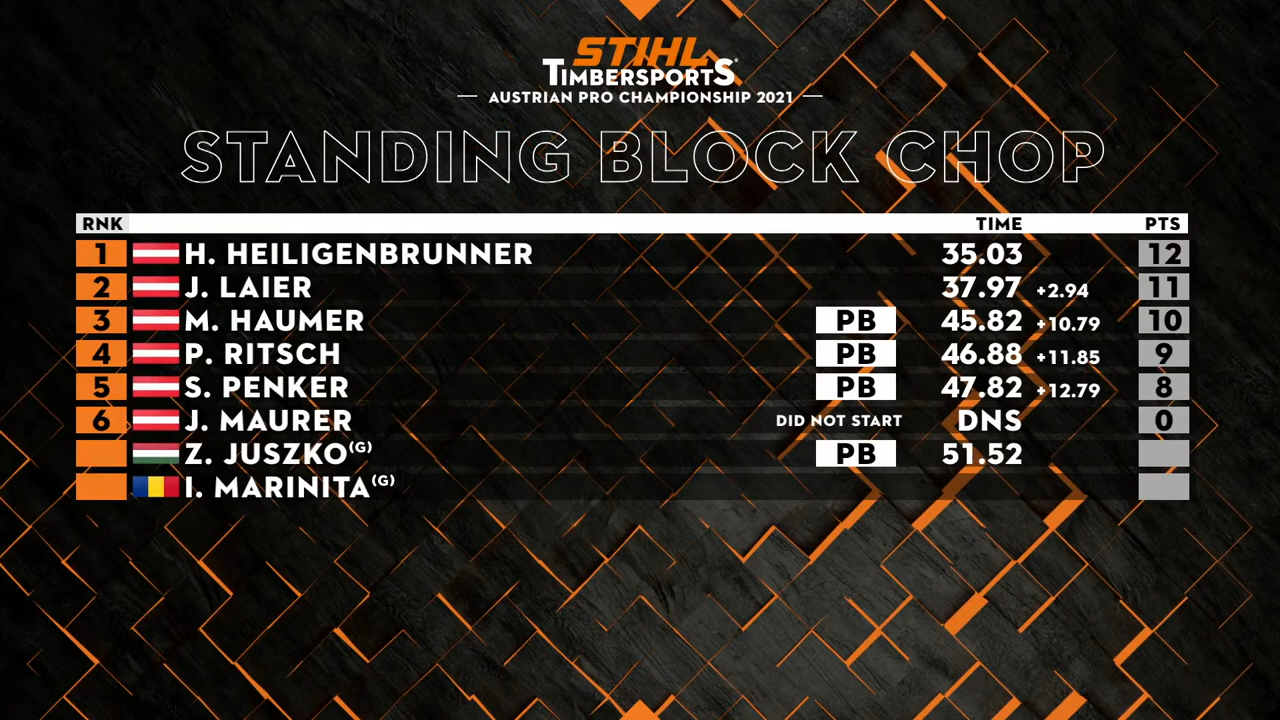 STIHL
TIMBERSPORTS®
AUSTRIAN PRO CHAMPIONSHIP 2021
STANDING BLOCK CHOP
RNK TIME PTS
1 H. HEILIGENBRUNNER 35.03 12
2 J. LAIER 37.97 +2.94 11
3 M. HAUMER PB 45.82 +10.79 10
4 P. RITSCH PB 46.88 +11.85 9
5 S. PENKER PB 47.82 +12.79 8
6 J. MAURER DID NOT START DNS 0
Z. JUSZKO(G) PB 51.52
I. MARINITA(G)